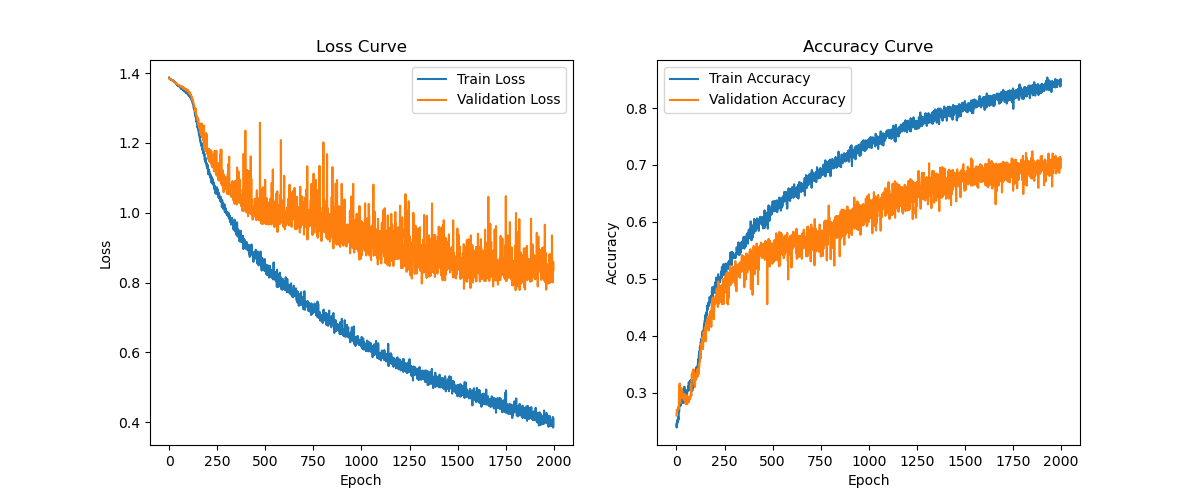 Loss Curve
Train Loss
Validation Loss
1.4
1.2
1.0
0.8
0.6
0.4
Loss
0 250 500 750 1000 1250 1500 1750 2000
Epoch
Accuracy Curve
Train Accuracy
Validation Accuracy
0.8
0.7
0.6
0.5
0.4
0.3
Accuracy
0 250 500 750 1000 1250 1500 1750 2000
Epoch